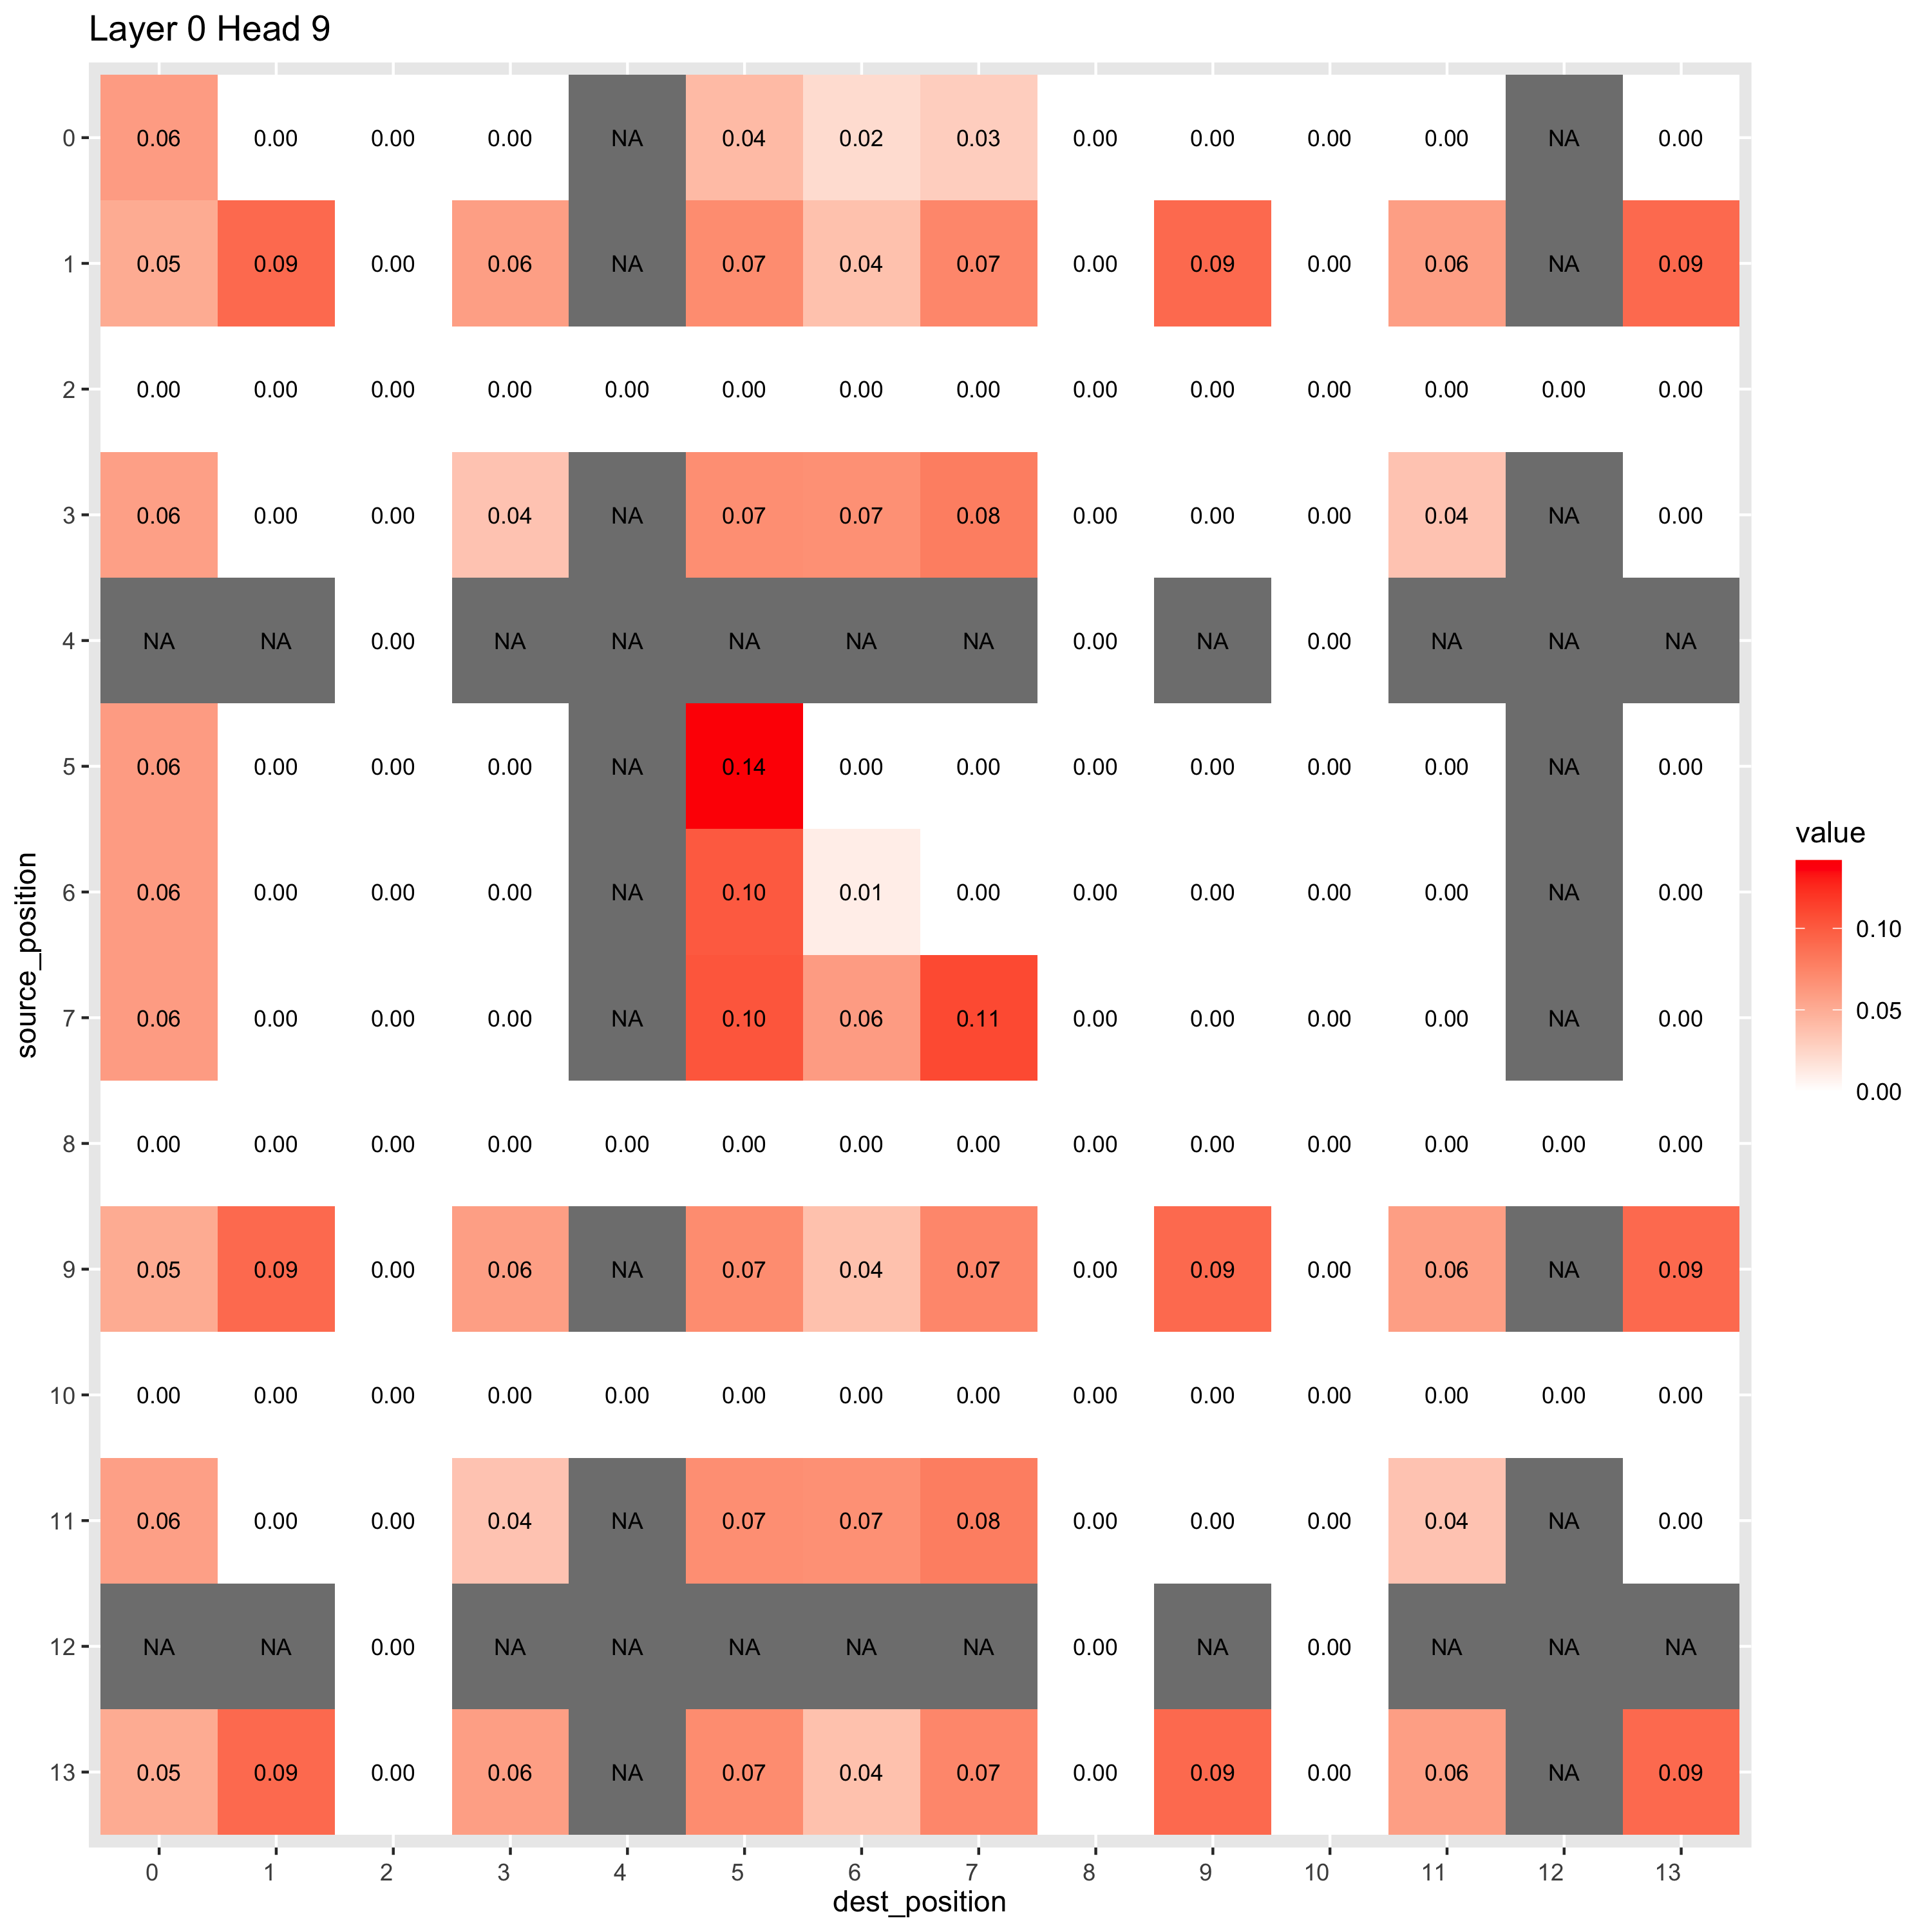 Layer 0 Head 9
0 0.06 0.00 0.00 0.00 NA 0.04 0.02 0.03 0.00 0.00 0.00 0.00 NA 0.00
1 0.05 0.09 0.00 0.06 NA 0.07 0.04 0.07 0.00 0.09 0.00 0.06 NA 0.09
2 0.00 0.00 0.00 0.00 0.00 0.00 0.00 0.00 0.00 0.00 0.00 0.00 0.00 0.00
3 0.06 0.00 0.00 0.04 NA 0.07 0.07 0.08 0.00 0.00 0.00 0.04 NA 0.00
4 NA NA 0.00 NA NA NA NA NA 0.00 NA 0.00 NA NA NA
5 0.06 0.00 0.00 0.00 NA 0.14 0.00 0.00 0.00 0.00 0.00 0.00 NA 0.00
6 0.06 0.00 0.00 0.00 NA 0.10 0.01 0.00 0.00 0.00 0.00 0.00 NA 0.00
7 0.06 0.00 0.00 0.00 NA 0.10 0.06 0.11 0.00 0.00 0.00 0.00 NA 0.00
8 0.00 0.00 0.00 0.00 0.00 0.00 0.00 0.00 0.00 0.00 0.00 0.00 0.00 0.00
9 0.05 0.09 0.00 0.06 NA 0.07 0.04 0.07 0.00 0.09 0.00 0.06 NA 0.09
10 0.00 0.00 0.00 0.00 0.00 0.00 0.00 0.00 0.00 0.00 0.00 0.00 0.00 0.00
11 0.06 0.00 0.00 0.04 NA 0.07 0.07 0.08 0.00 0.00 0.00 0.04 NA 0.00
12 NA NA 0.00 NA NA NA NA NA 0.00 NA 0.00 NA NA NA
13 0.05 0.09 0.00 0.06 NA 0.07 0.04 0.07 0.00 0.09 0.00 0.06 NA 0.09
0 1 2 3 4 5 6 7 8 9 10 11 12 13
dest_position
source_position
value
0.10
0.05
0.00